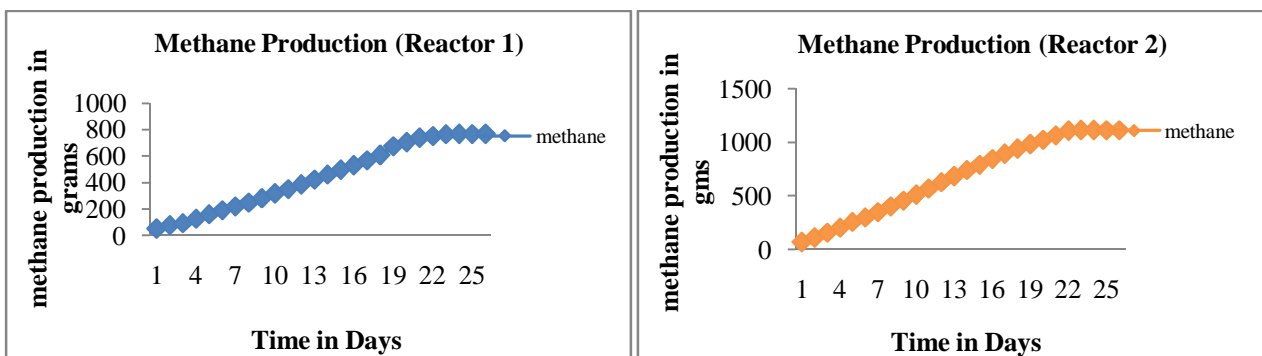 Methane Production (Reactor 1)
methane production in
grams
1000
800
600
400
200
0
1 4 7 10 13 16 19 22 25
Time in Days
methane
Methane Production (Reactor 2)
methane production in
gms
1500
1000
500
0
1 4 7 10 13 16 19 22 25
Time in Days
methane